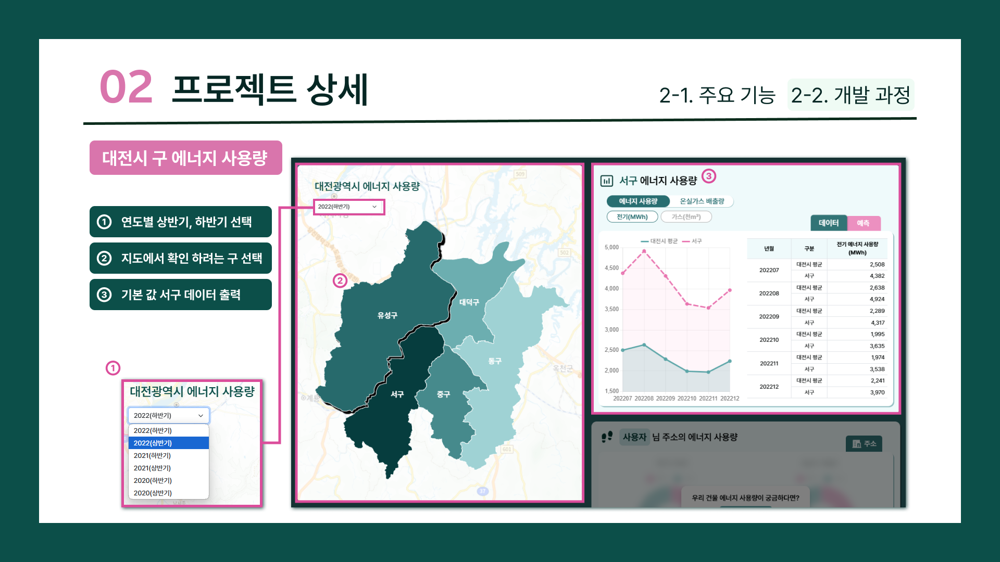 02 프로젝트 상세
2-1. 주요 기능 2-2. 개발 과정
대전시 구 에너지 사용량
① 연도별 상반기, 하반기 선택
② 지도에서 확인 하려는 구 선택
③ 기본 값 서구 데이터 출력
①
대전광역시 에너지 사용량
2022(하반기)
2022(하반기)
2022(상반기)
2021(하반기)
2021(상반기)
2020(하반기)
2020(상반기)
대전광역시 에너지 사용량
2022(하반기)
509
502
②
유성구
대덕구
동구
서구
중구
옥천군
계룡
601
37
서구 에너지 사용량 ③
에너지 사용량 온실가스 배출량
전기(MWh) 가스(천m³)
데이터 예측
대전시 평균 서구
5,000
4,500
4,000
3,500
3,000
2,500
2,000
1,500
202207 202208 202209 202210 202211 202212
년월 구분 전기 에너지 사용량
(MWh)
202207 대전시 평균 2,508
서구 4,382
202208 대전시 평균 2,638
서구 4,924
202209 대전시 평균 2,289
서구 4,317
202210 대전시 평균 1,995
서구 3,635
202211 대전시 평균 1,974
서구 3,538
202212 대전시 평균 2,241
서구 3,970
사용자 님 주소의 에너지 사용량
주소
우리 건물 에너지 사용량이 궁금하다면?